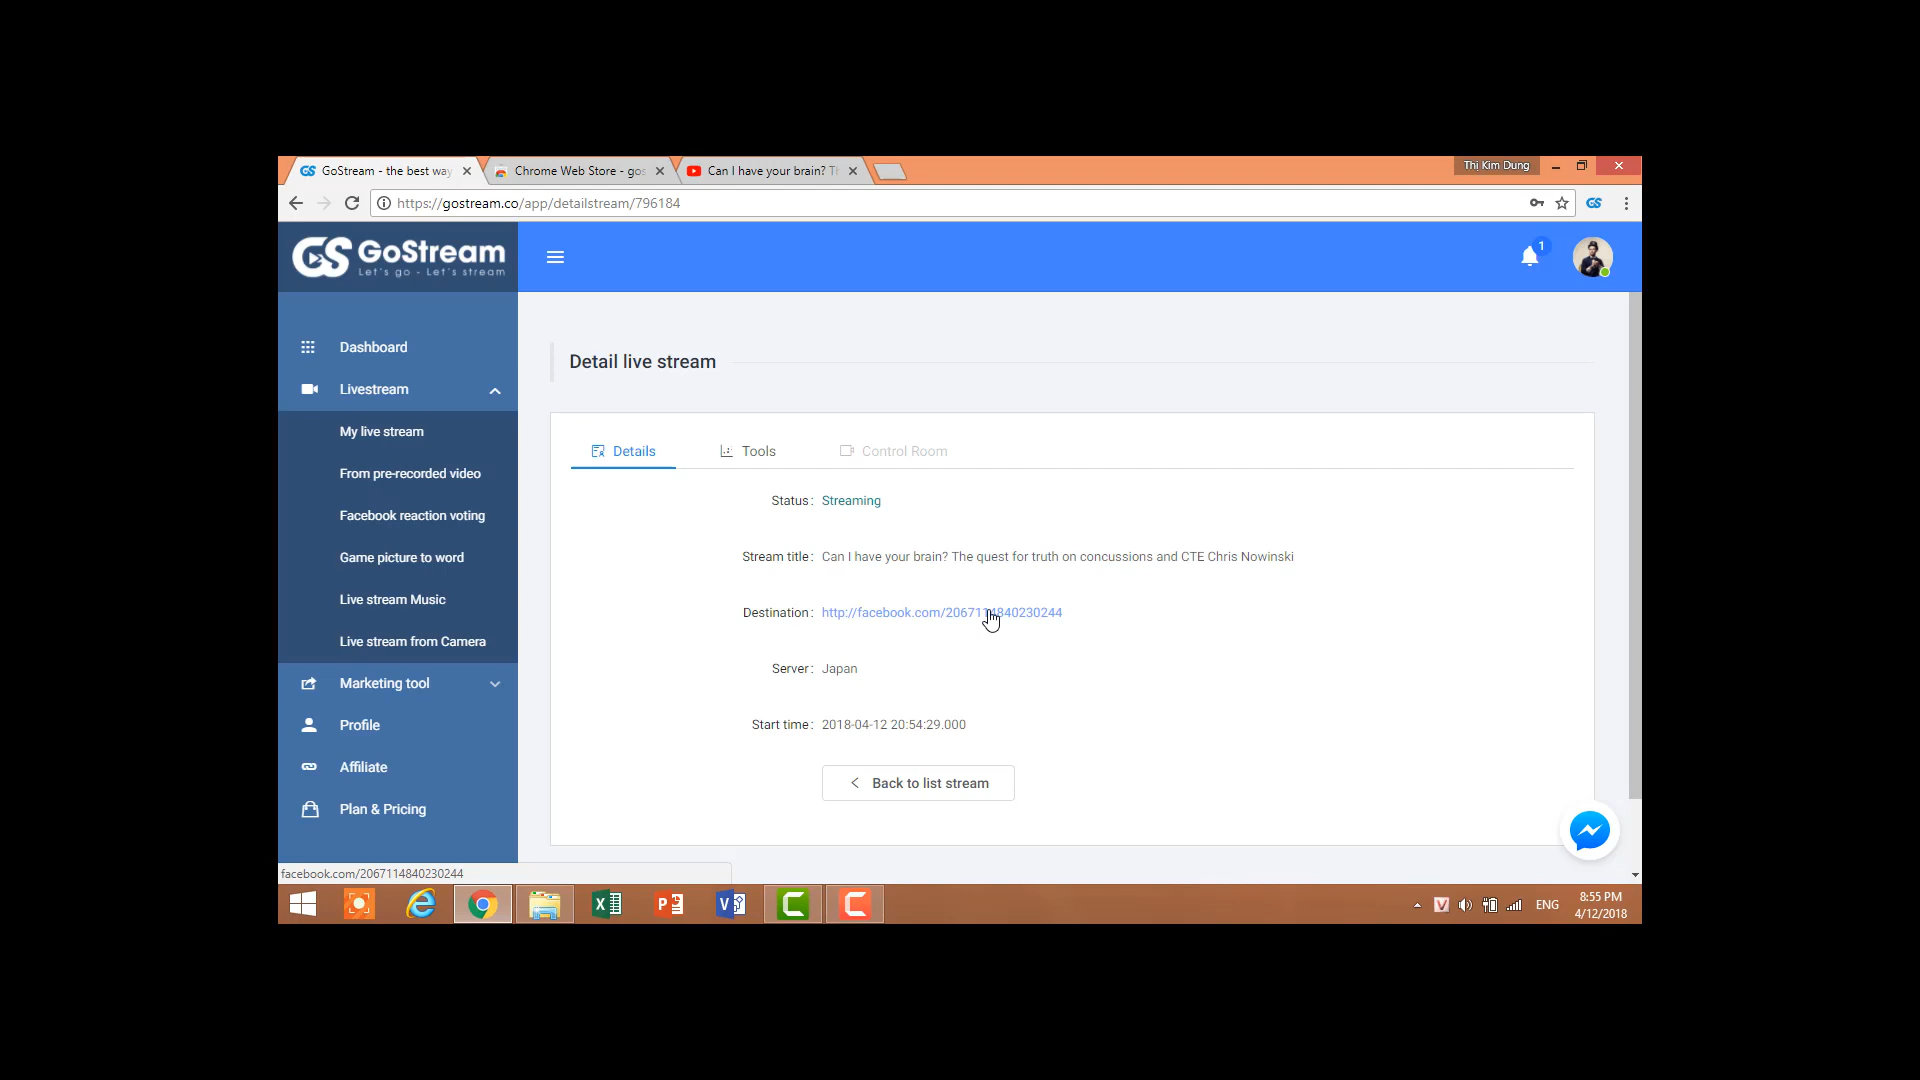 GoStream - the best way
Chrome Web Store - gos
Can I have your brain? Th
Thi Kim Dung
https://gostream.co/app/detailstream/796184
GS GoStream
Let's go - Let's stream
1
Dashboard
Livestream
My live stream
From pre-recorded video
Facebook reaction voting
Game picture to word
Live stream Music
Live stream from Camera
Marketing tool
Profile
Affiliate
Plan & Pricing
Detail live stream
Details
Tools
Control Room
Status: Streaming
Stream title: Can I have your brain? The quest for truth on concussions and CTE Chris Nowinski
Destination: http://facebook.com/2067114840230244
Server: Japan
Start time: 2018-04-12 20:54:29.000
Back to list stream
facebook.com/2067114840230244
ENG
8:55 PM
4/12/2018